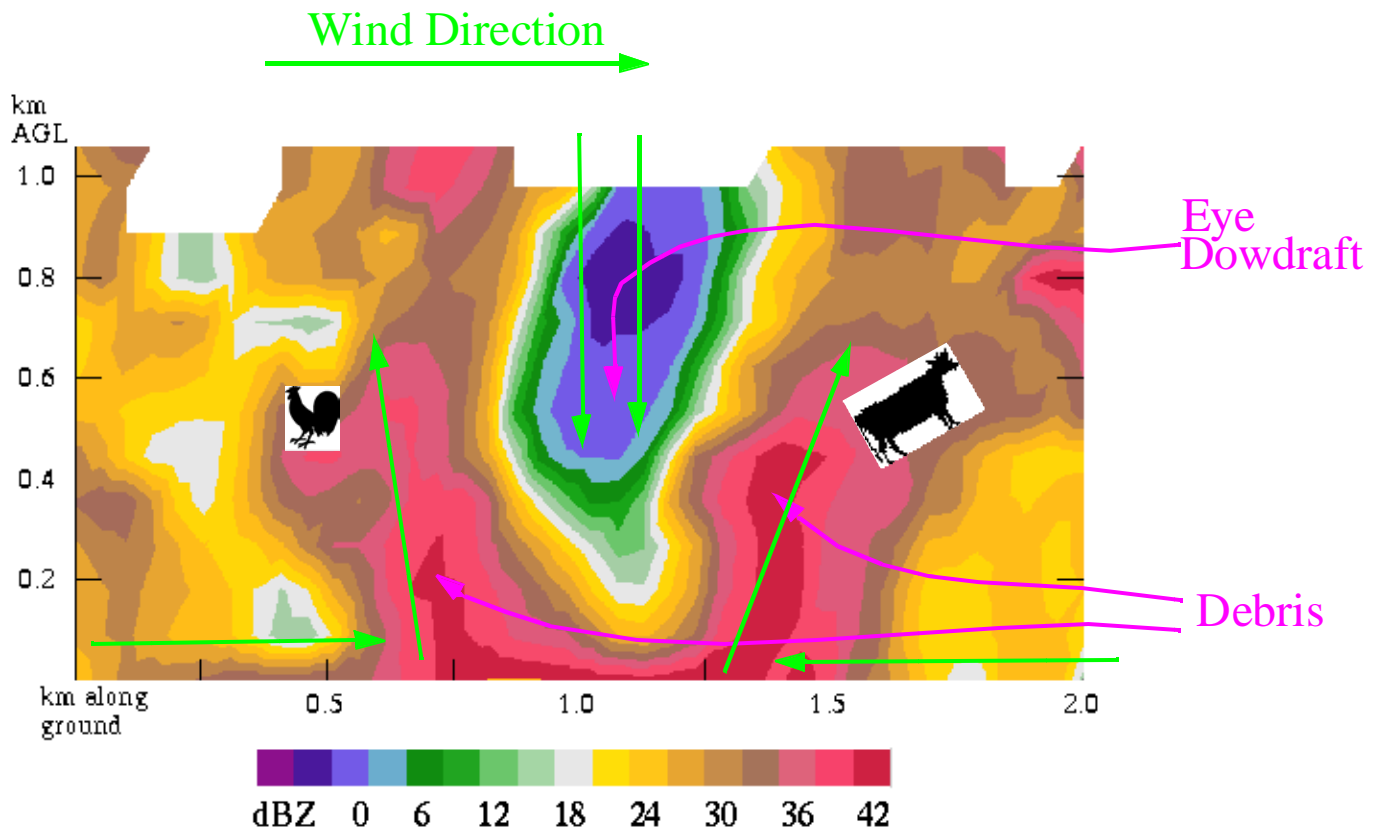 Wind Direction
km
AGL
1.0
0.8
0.6
0.4
0.2
Eye
Dowdraft
Debris
km along
ground
0.5
1.0
1.5
2.0
dBZ 0 6 12 18 24 30 36 42